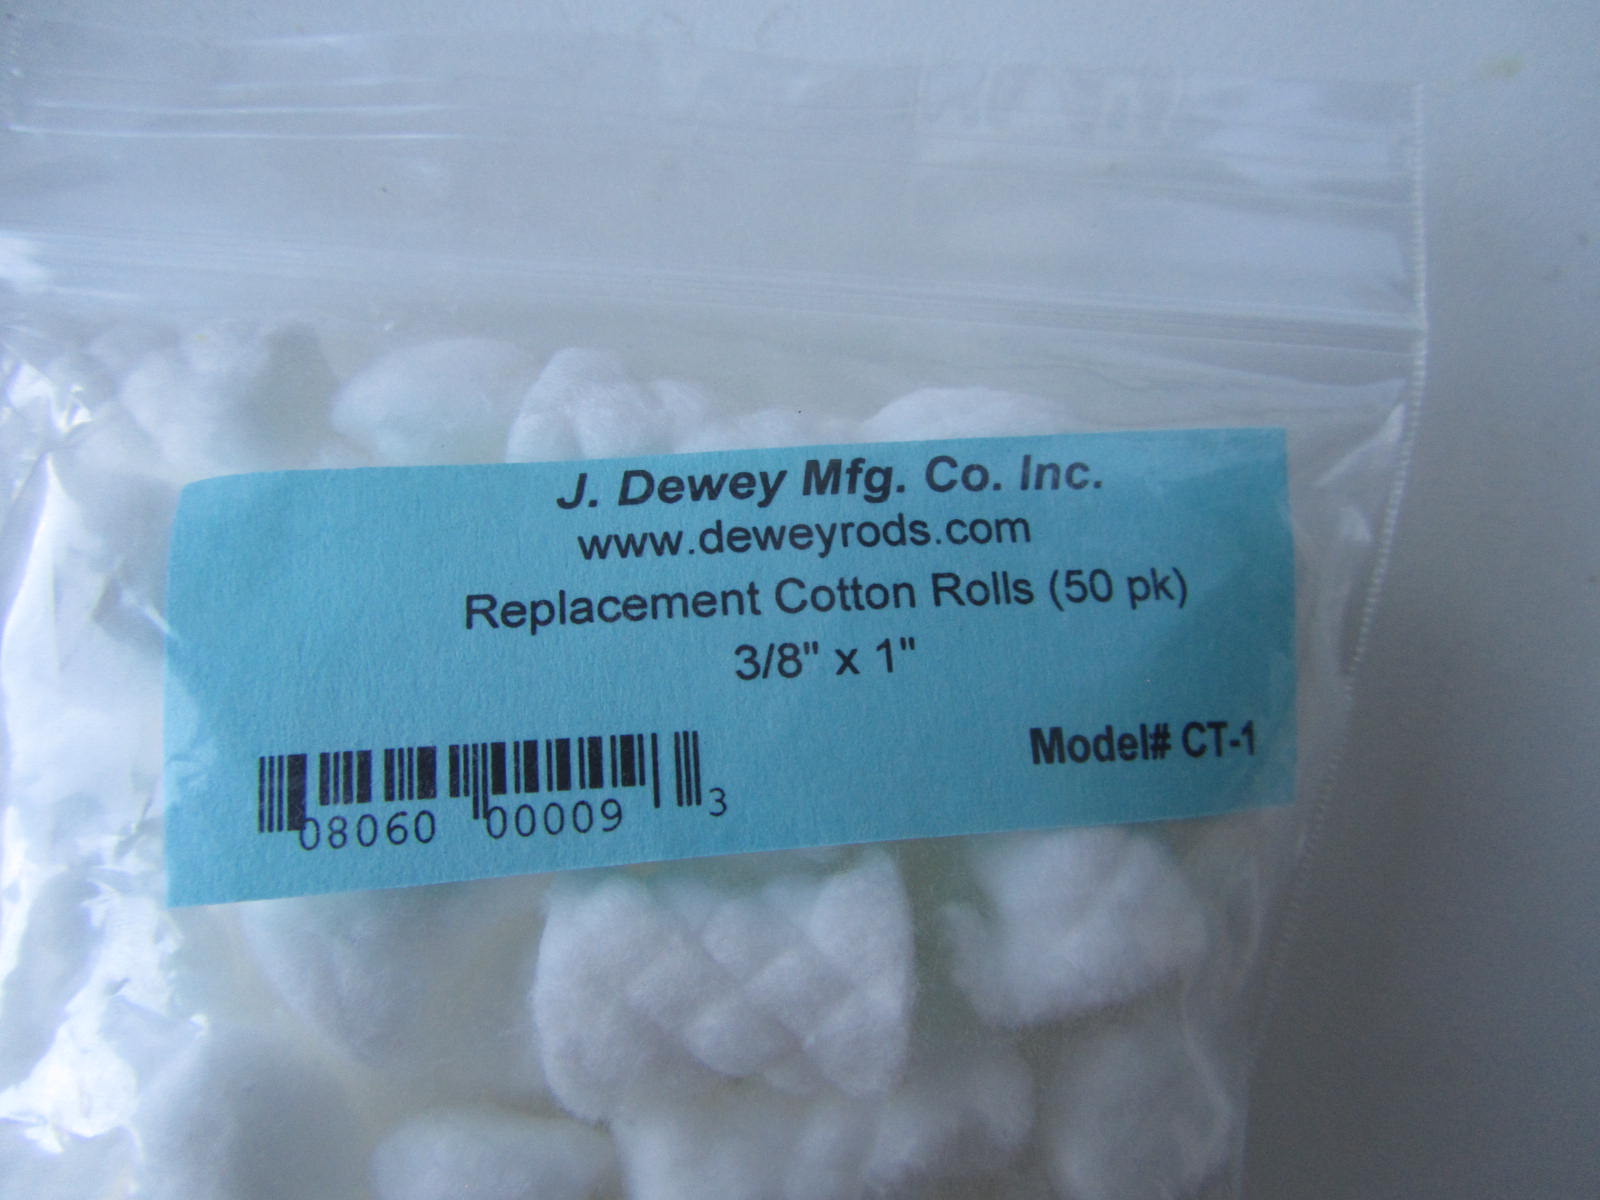 J. Dewey Mfg. Co. Inc.
www.deweyrods.com
Replacement Cotton Rolls (50 pk)
3/8" x 1"
Model# CT-1
08060 00009 3